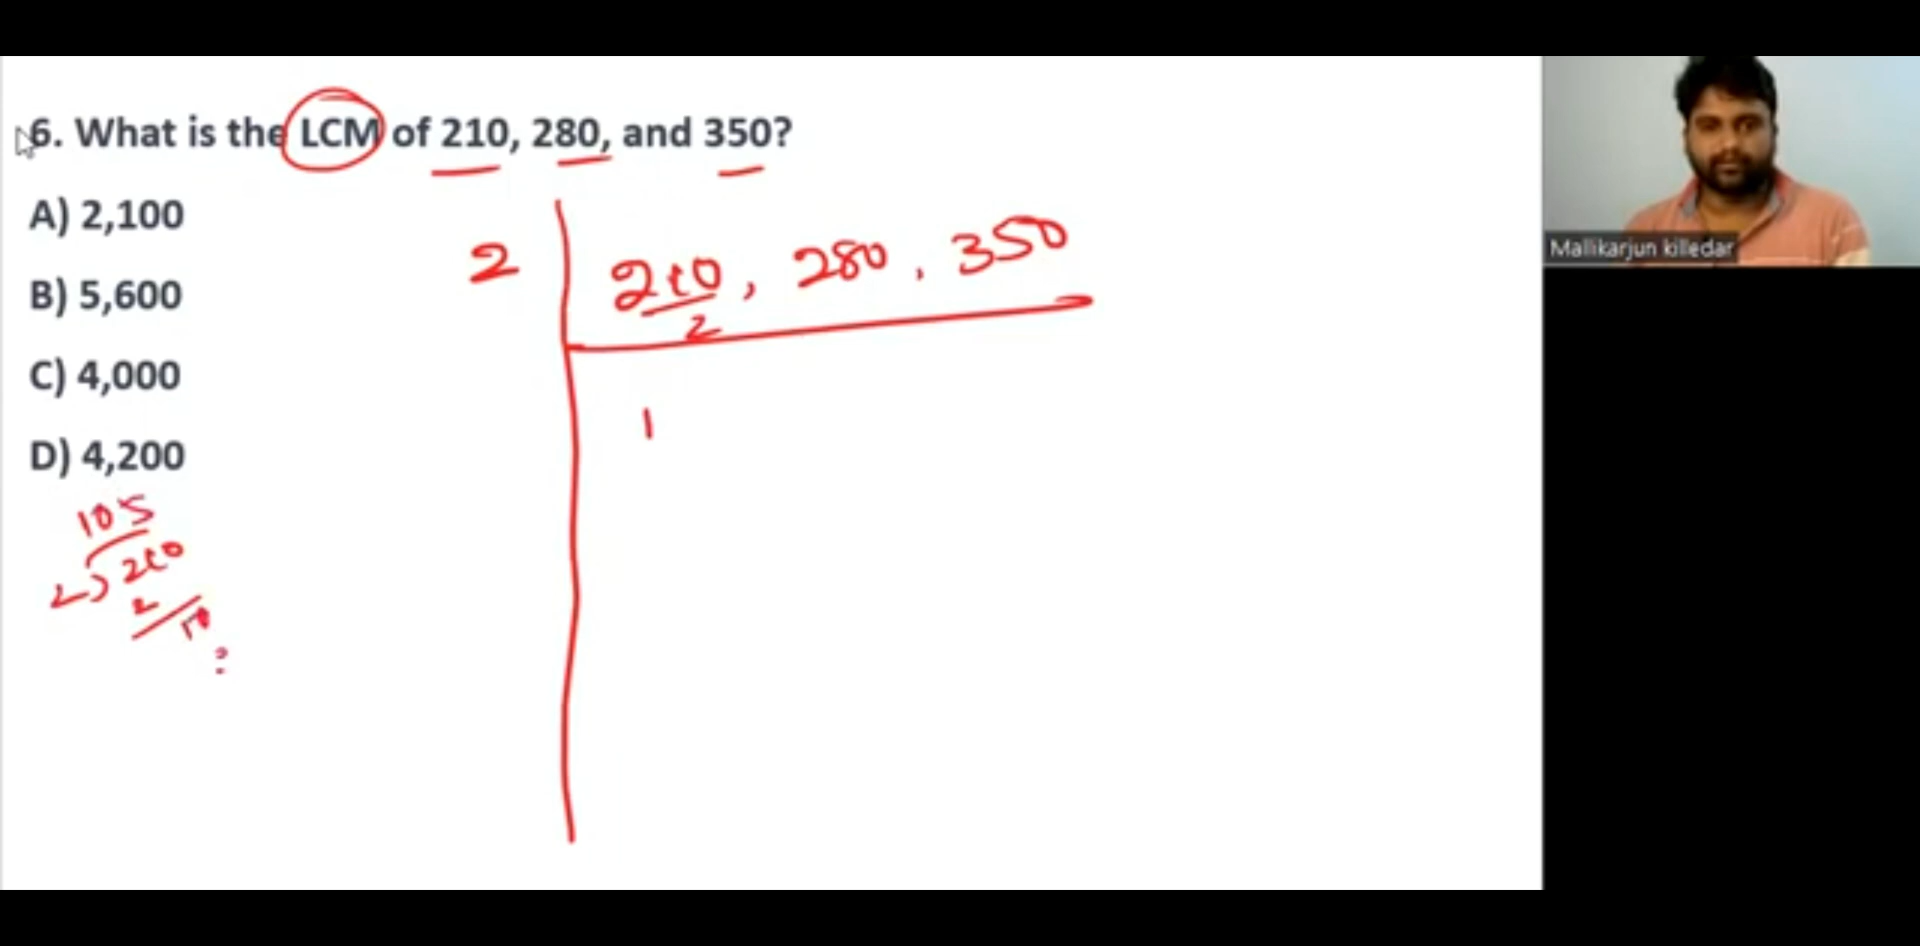 6. What is the LCM of 210, 280, and 350?
A) 2,100
B) 5,600
C) 4,000
D) 4,200
2
210, 280, 350
2
1
105
2)210
2
10
Mallikarjun killedar